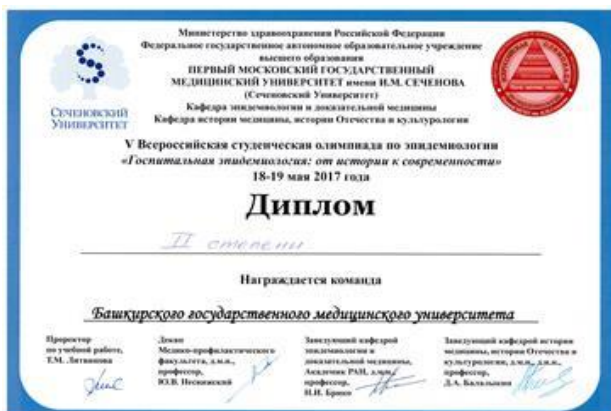 Министерство здравоохранения Российской Федерации
Федеральное государственное автономное образовательное учреждение
высшего образования
ПЕРВЫЙ МОСКОВСКИЙ ГОСУДАРСТВЕННЫЙ
МЕДИЦИНСКИЙ УНИВЕРСИТЕТ имени И.М. СЕЧЕНОВА
(Сеченовский Университет)
Кафедра эпидемиологии и доказательной медицины
Кафедра истории медицины, истории Отечества и культурологии
СЕЧЕНОВСКИЙ
УНИВЕРСИТЕТ
V Всероссийская студенческая олимпиада по эпидемиологии
«Госпитальная эпидемиология: от истории к современности»
18-19 мая 2017 года
Диплом
II степени
Награждается команда
Башкирского государственного медицинского университета
Проректор
по учебной работе,
Т.М. Литвинова
Декан
Медико-профилактического
факультета, д.м.н.,
профессор,
Ю.В. Несвижский
Заведующий кафедрой
эпидемиологии и
доказательной медицины,
Академик РАН, д.м.н.,
профессор,
Н.И. Брико
Заведующий кафедрой истории
медицины, истории Отечества и
культурологии, д.м.н., д.и.н.,
профессор,
Д.А. Балалыкин